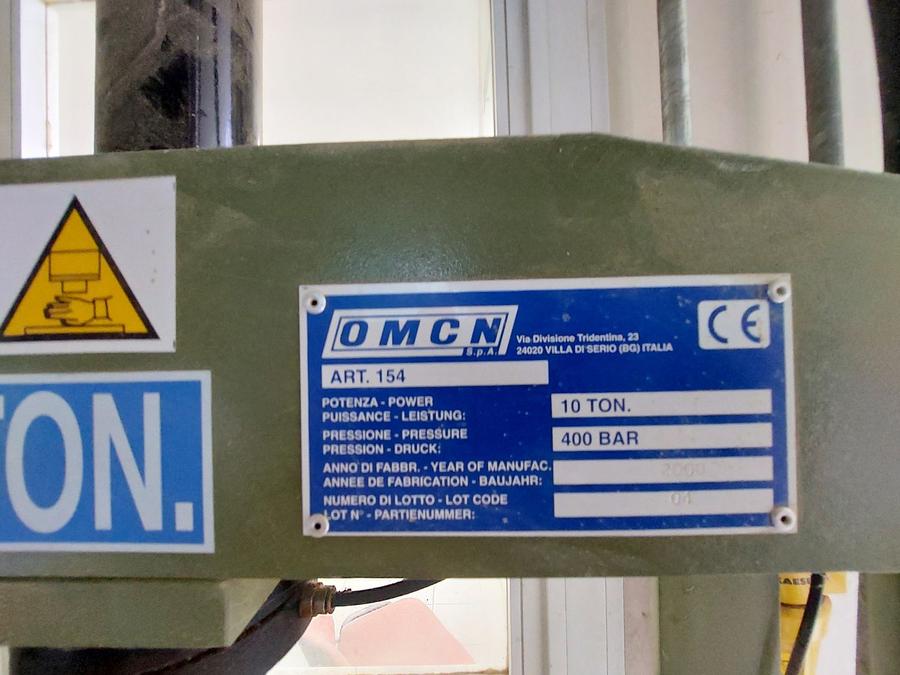 OMCN
S.p.A.
Via Divisione Tridentina, 23
24020 VILLA DI SERIO (BG) ITALIA
CE
ART. 154
POTENZA - POWER
PUISSANCE - LEISTUNG:
10 TON.
PRESSIONE - PRESSURE
PRESSION - DRUCK:
400 BAR
ANNO DI FABBR. - YEAR OF MANUFAC.
ANNEE DE FABRICATION - BAUJAHR:
NUMERO DI LOTTO - LOT CODE
LOT N° - PARTIENUMMER:
04
TON.
KAESE